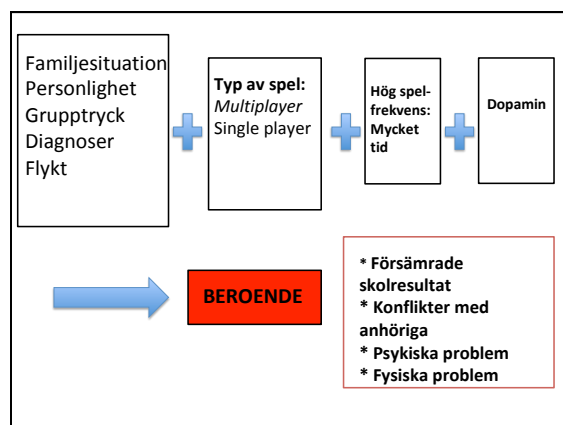 Familjesituation
Personlighet
Grupptryck
Diagnoser
Flykt
Typ av spel:
Multiplayer
Single player
Hög spel-
frekvens:
Mycket
tid
Dopamin
BEROENDE
* Försämrade
skolresultat
* Konflikter med
anhöriga
* Psykiska problem
* Fysiska problem